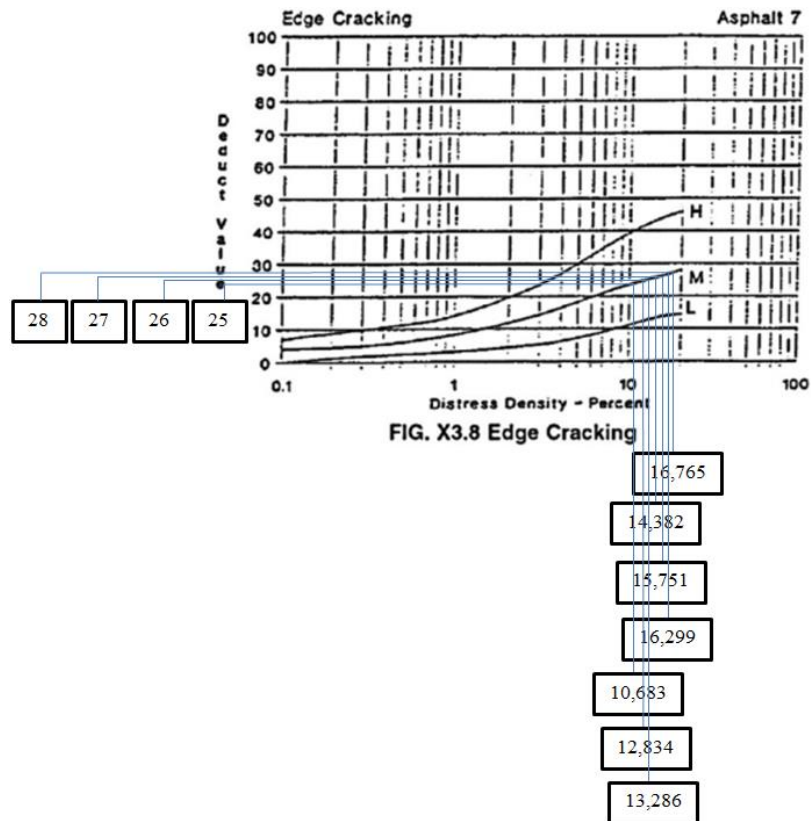 Edge Cracking Asphalt 7
100
90
80
70
60
50
40
30
20
10
0
Deduct Value
H
M
L
28 27 26 25
0.1 1 10 100
Distress Density - Percent
FIG. X3.8 Edge Cracking
16,765
14,382
15,751
16,299
10,683
12,834
13,286